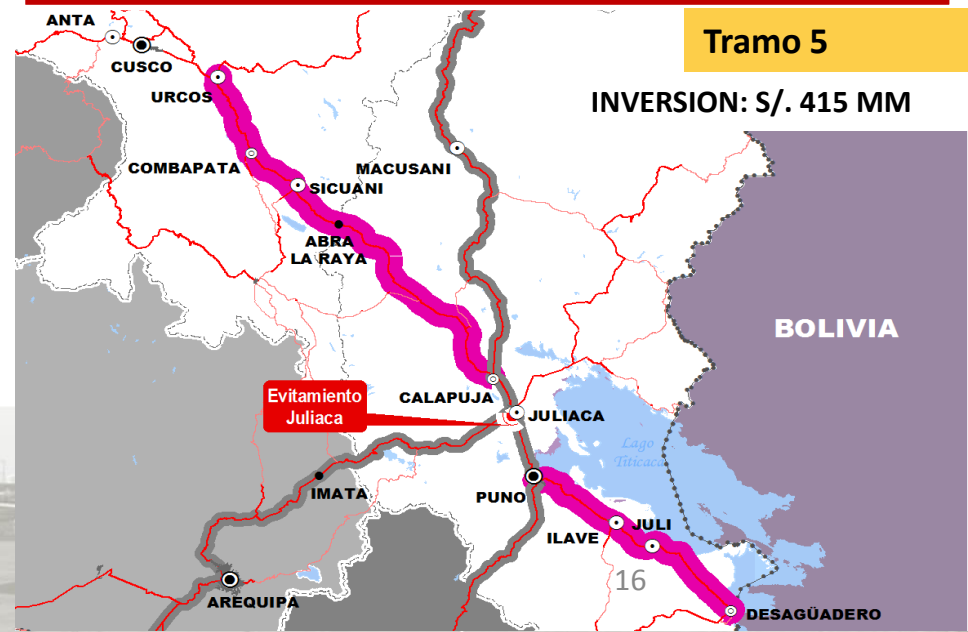 Tramo 5
INVERSION: S/. 415 MM
ANTA
CUSCO
URCOS
COMBAPATA
SICUANI
MACUSANI
ABRA
LA RAYA
BOLIVIA
CALAPUJA
Evitamiento
Juliaca
JULIACA
Lago
Titicaca
IMATA
PUNO
JULI
ILAVE
16
AREQUIPA
DESAGÜADERO